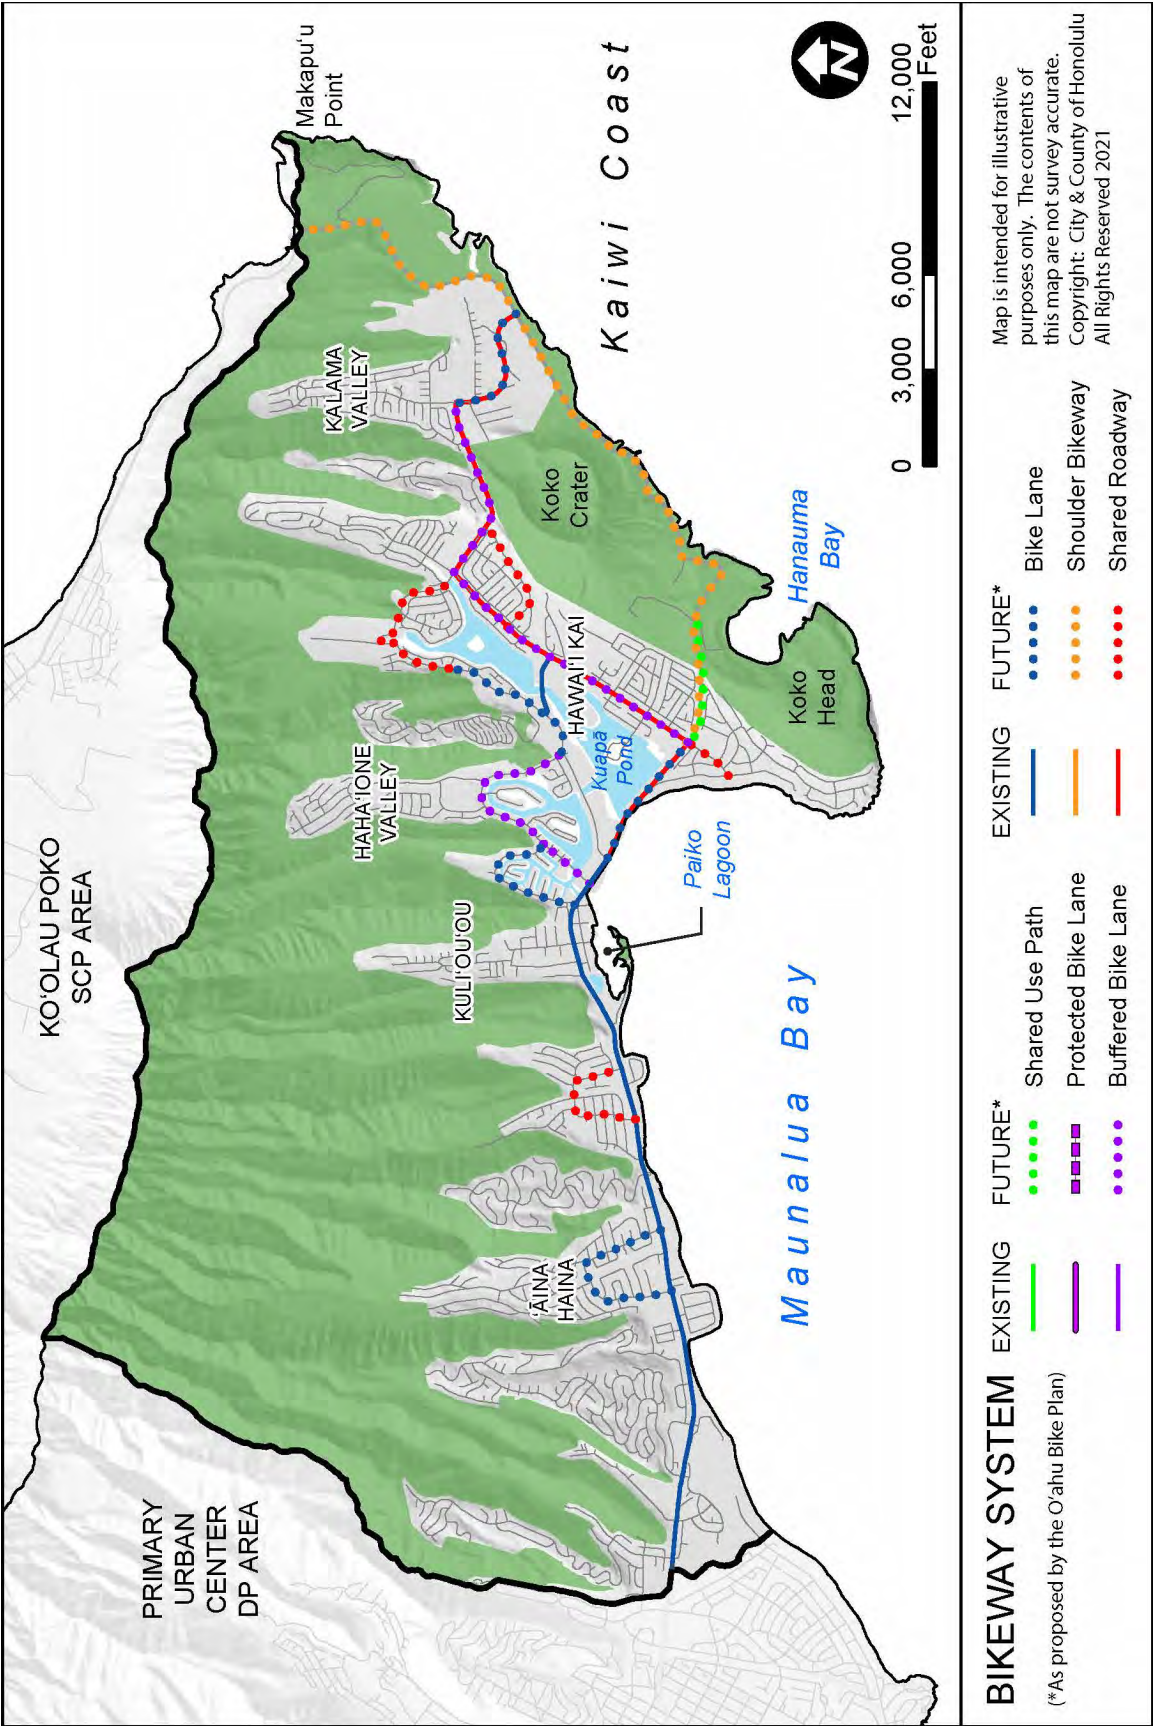 KO'OLAU POKO
SCP AREA
PRIMARY
URBAN
CENTER
DP AREA
Makapu'u
Point
KALAMA
VALLEY
Kaiwi Coast
Koko
Crater
HAHA'IONE
VALLEY
HAWAI'I KAI
Kuapā
Pond
Hanauma
Bay
Koko
Head
KULI'OU'OU
Paiko
Lagoon
'ĀINA
HAINA
Maunalua Bay
N
0 3,000 6,000 12,000
Feet
BIKEWAY SYSTEM
(*As proposed by the O'ahu Bike Plan)
EXISTING FUTURE*
Shared Use Path
Protected Bike Lane
Buffered Bike Lane
EXISTING FUTURE*
Bike Lane
Shoulder Bikeway
Shared Roadway
Map is intended for illustrative
purposes only. The contents of
this map are not survey accurate.
Copyright: City & County of Honolulu
All Rights Reserved 2021